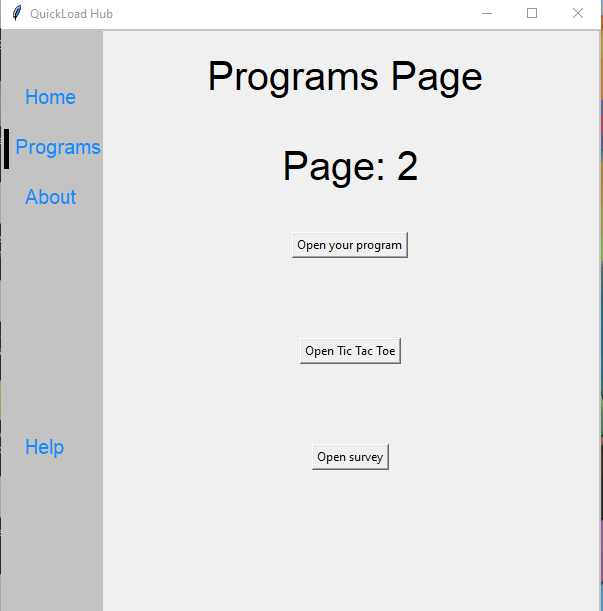 QuickLoad Hub
Programs Page
Home
Programs
Page: 2
About
Open your program
Open Tic Tac Toe
Help
Open survey